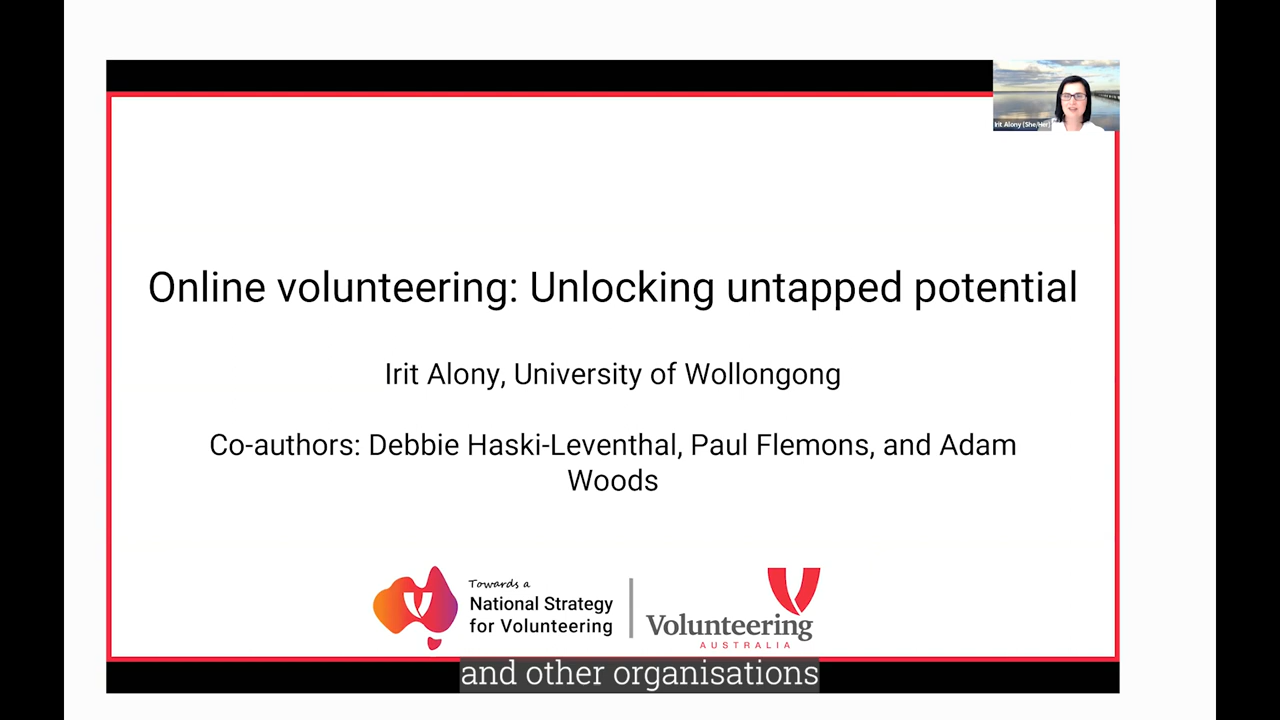 Irit Alony (She/Her)
Online volunteering: Unlocking untapped potential
Irit Alony, University of Wollongong
Co-authors: Debbie Haski-Leventhal, Paul Flemons, and Adam
Woods
Towards a
National Strategy
for Volunteering
Volunteering
AUSTRALIA
and other organisations